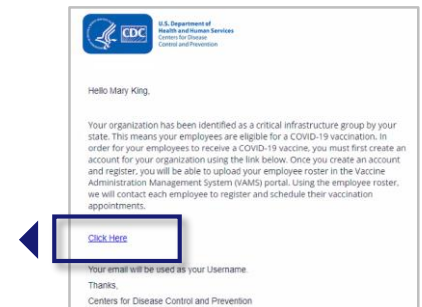 CDC
U.S. Department of
Health and Human Services
Centers for Disease
Control and Prevention
Hello Mary King,
Your organization has been identified as a critical infrastructure group by your
state. This means your employees are eligible for a COVID-19 vaccination. In
order for your employees to receive a COVID-19 vaccine, you must first create an
account for your organization using the link below. Once you create an account
and register, you will be able to upload your employee roster in the Vaccine
Administration Management System (VAMS) portal. Using the employee roster,
we will contact each employee to register and schedule their vaccination
appointments.
Click Here
Your email will be used as your Username.
Thanks,
Centers for Disease Control and Prevention